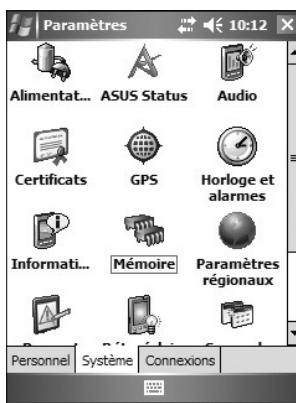 Paramètres 10:12
Alimentat... ASUS Status Audio
Certificats GPS Horloge et
alarmes
Informati... Mémoire Paramètres
régionaux
Personnel Système Connexions